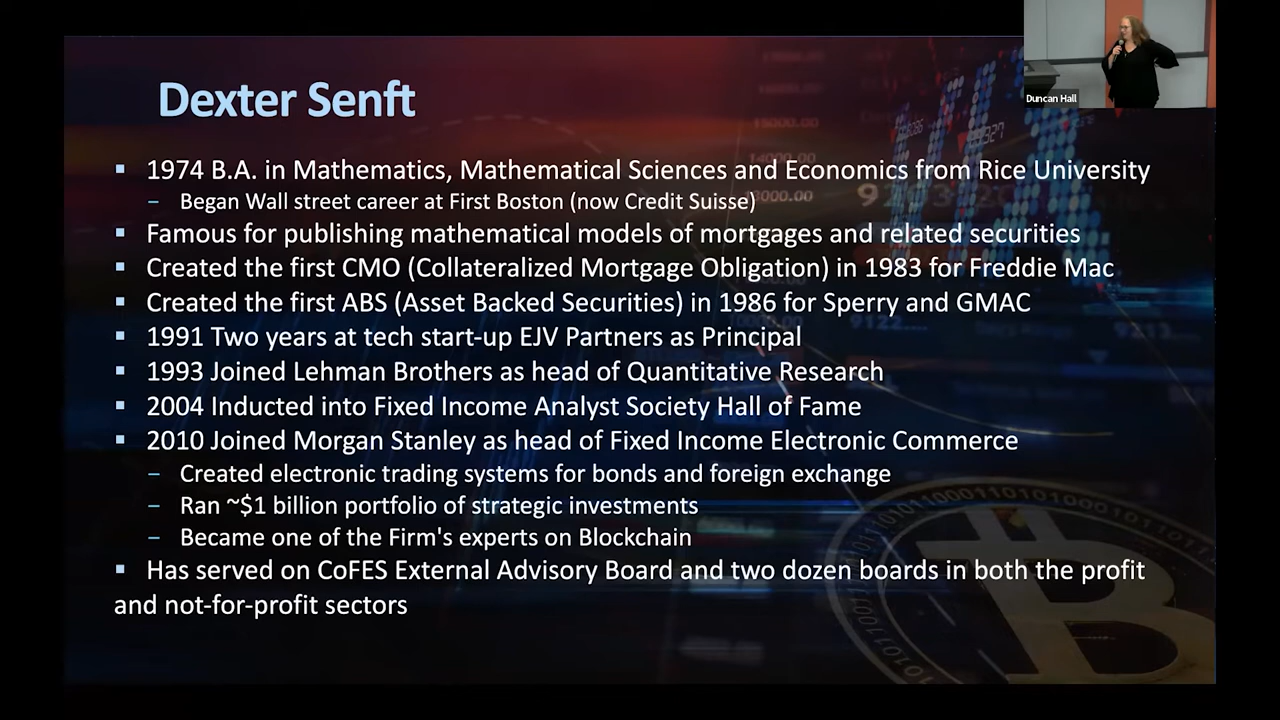 Dexter Senft
Duncan Hall
▪ 1974 B.A. in Mathematics, Mathematical Sciences and Economics from Rice University
– Began Wall street career at First Boston (now Credit Suisse)
▪ Famous for publishing mathematical models of mortgages and related securities
▪ Created the first CMO (Collateralized Mortgage Obligation) in 1983 for Freddie Mac
▪ Created the first ABS (Asset Backed Securities) in 1986 for Sperry and GMAC
▪ 1991 Two years at tech start-up EJV Partners as Principal
▪ 1993 Joined Lehman Brothers as head of Quantitative Research
▪ 2004 Inducted into Fixed Income Analyst Society Hall of Fame
▪ 2010 Joined Morgan Stanley as head of Fixed Income Electronic Commerce
– Created electronic trading systems for bonds and foreign exchange
– Ran ~$1 billion portfolio of strategic investments
– Became one of the Firm's experts on Blockchain
▪ Has served on CoFES External Advisory Board and two dozen boards in both the profit
and not-for-profit sectors